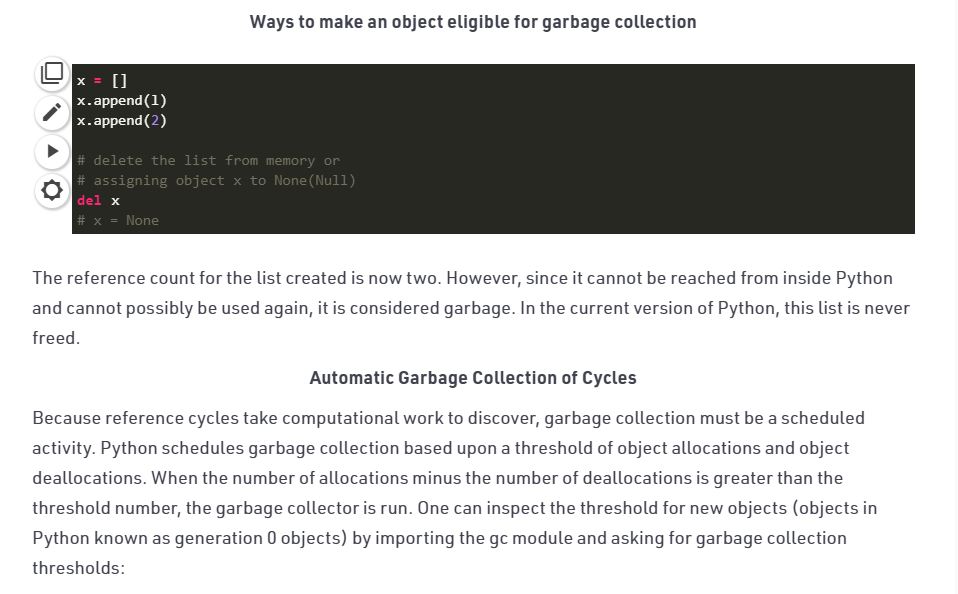 Ways to make an object eligible for garbage collection
x = []
x.append(l)
x.append(2)
# delete the list from memory or
# assigning object x to None(Null)
del x
# x = None
The reference count for the list created is now two. However, since it cannot be reached from inside Python
and cannot possibly be used again, it is considered garbage. In the current version of Python, this list is never
freed.
Automatic Garbage Collection of Cycles
Because reference cycles take computational work to discover, garbage collection must be a scheduled
activity. Python schedules garbage collection based upon a threshold of object allocations and object
deallocations. When the number of allocations minus the number of deallocations is greater than the
threshold number, the garbage collector is run. One can inspect the threshold for new objects (objects in
Python known as generation 0 objects) by importing the gc module and asking for garbage collection
thresholds: